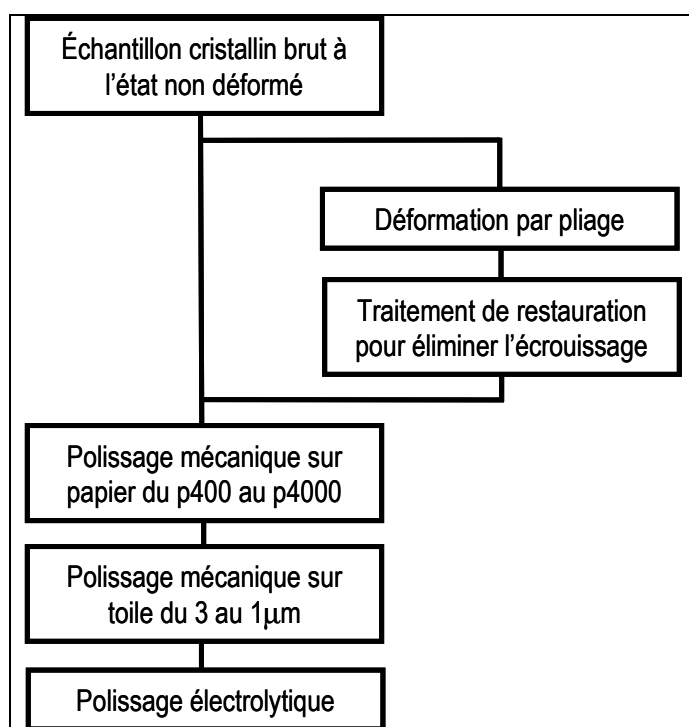 Échantillon cristallin brut à
l'état non déformé
Déformation par pliage
Traitement de restauration
pour éliminer l'écrouissage
Polissage mécanique sur
papier du p400 au p4000
Polissage mécanique sur
toile du 3 au 1μm
Polissage électrolytique